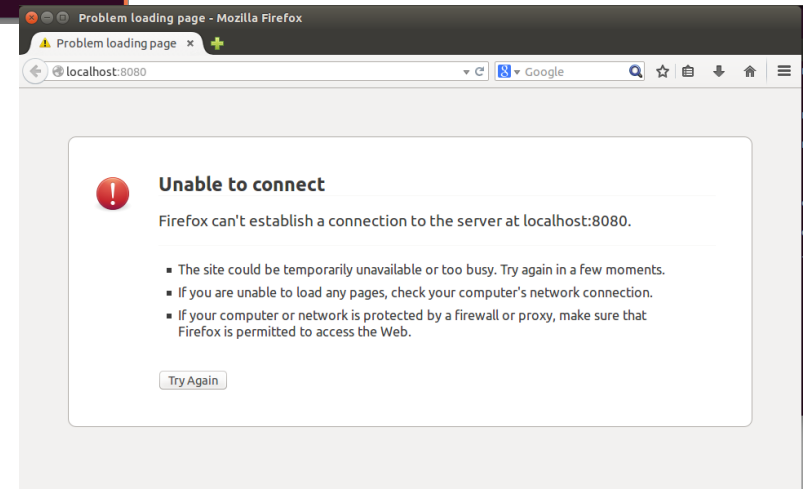 Problem loading page - Mozilla Firefox
Problem loading page
localhost:8080
Google
Unable to connect
Firefox can't establish a connection to the server at localhost:8080.
The site could be temporarily unavailable or too busy. Try again in a few moments.
If you are unable to load any pages, check your computer's network connection.
If your computer or network is protected by a firewall or proxy, make sure that
Firefox is permitted to access the Web.
Try Again